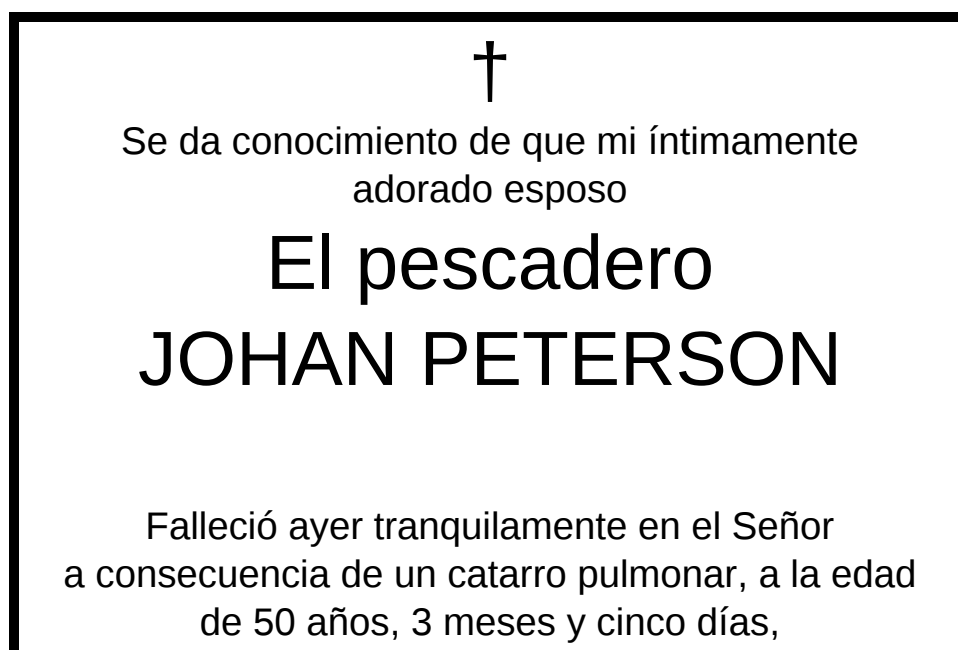 †
Se da conocimiento de que mi íntimamente
adorado esposo
El pescadero
JOHAN PETERSON
Falleció ayer tranquilamente en el Señor
a consecuencia de un catarro pulmonar, a la edad
de 50 años, 3 meses y cinco días,